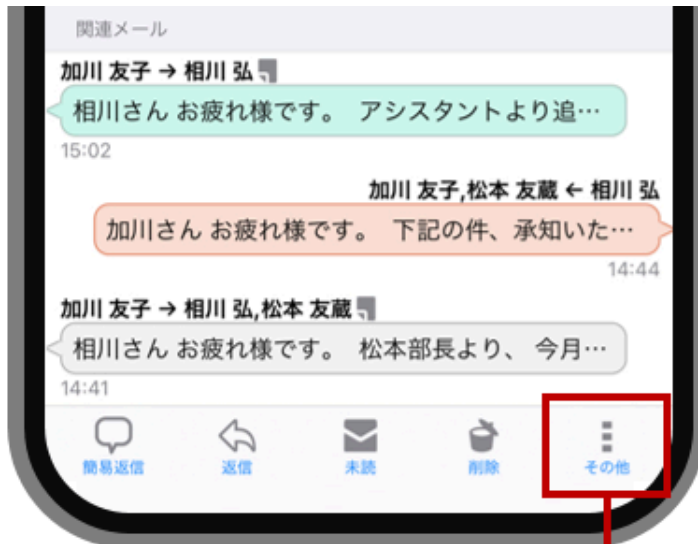 関連メール
加川 友子 → 相川 弘
相川さん お疲れ様です。 アシスタントより追…
15:02
加川 友子,松本 友蔵 ← 相川 弘
加川さん お疲れ様です。 下記の件、承知いた…
14:44
加川 友子 → 相川 弘,松本 友蔵
相川さん お疲れ様です。 松本部長より、 今月…
14:41
簡易返信 返信 未読 削除 その他